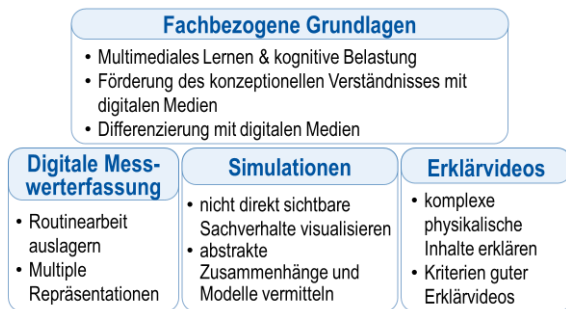 Fachbezogene Grundlagen
• Multimediales Lernen & kognitive Belastung
• Förderung des konzeptionellen Verständnisses mit
digitalen Medien
• Differenzierung mit digitalen Medien
Digitale Mess-
werterfassung
• Routinearbeit
auslagern
• Multiple
Repräsentationen
Simulationen
• nicht direkt sichtbare
Sachverhalte visualisieren
• abstrakte
Zusammenhänge und
Modelle vermitteln
Erklärvideos
• komplexe
physikalische
Inhalte erklären
• Kriterien guter
Erklärvideos